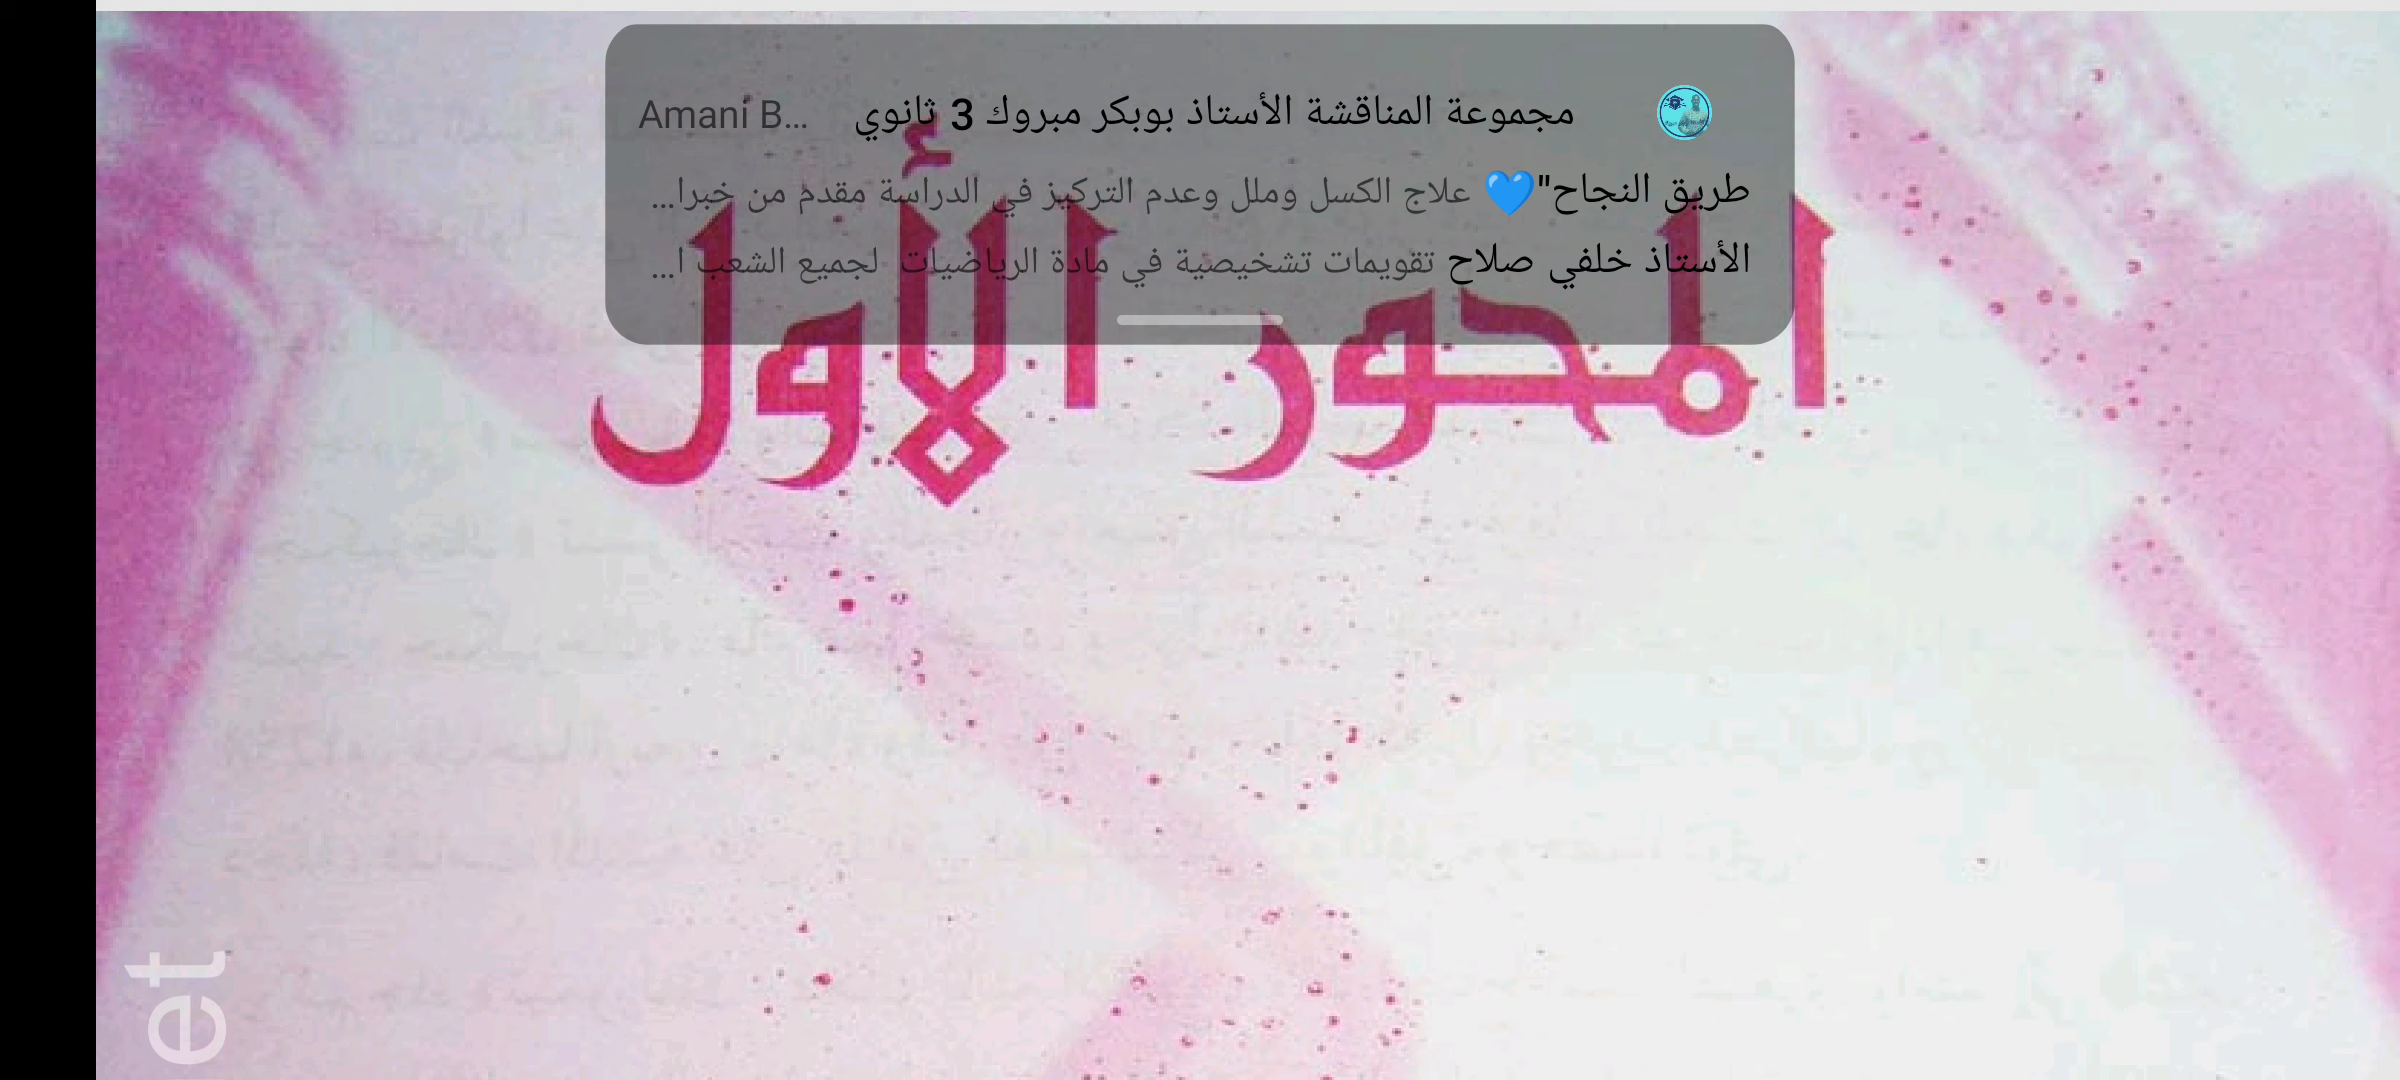 مجموعة المناقشة الأستاذ بوبكر مبروك 3 ثانوي Amani B...
طريق النجاح"💙 علاج الكسل وملل وعدم التركيز في الدراسة مقدم من خبرا...
الأستاذ خلفي صلاح تقويمات تشخيصية في مادة الرياضيات لجميع الشعب ا...
المحور الأول
et